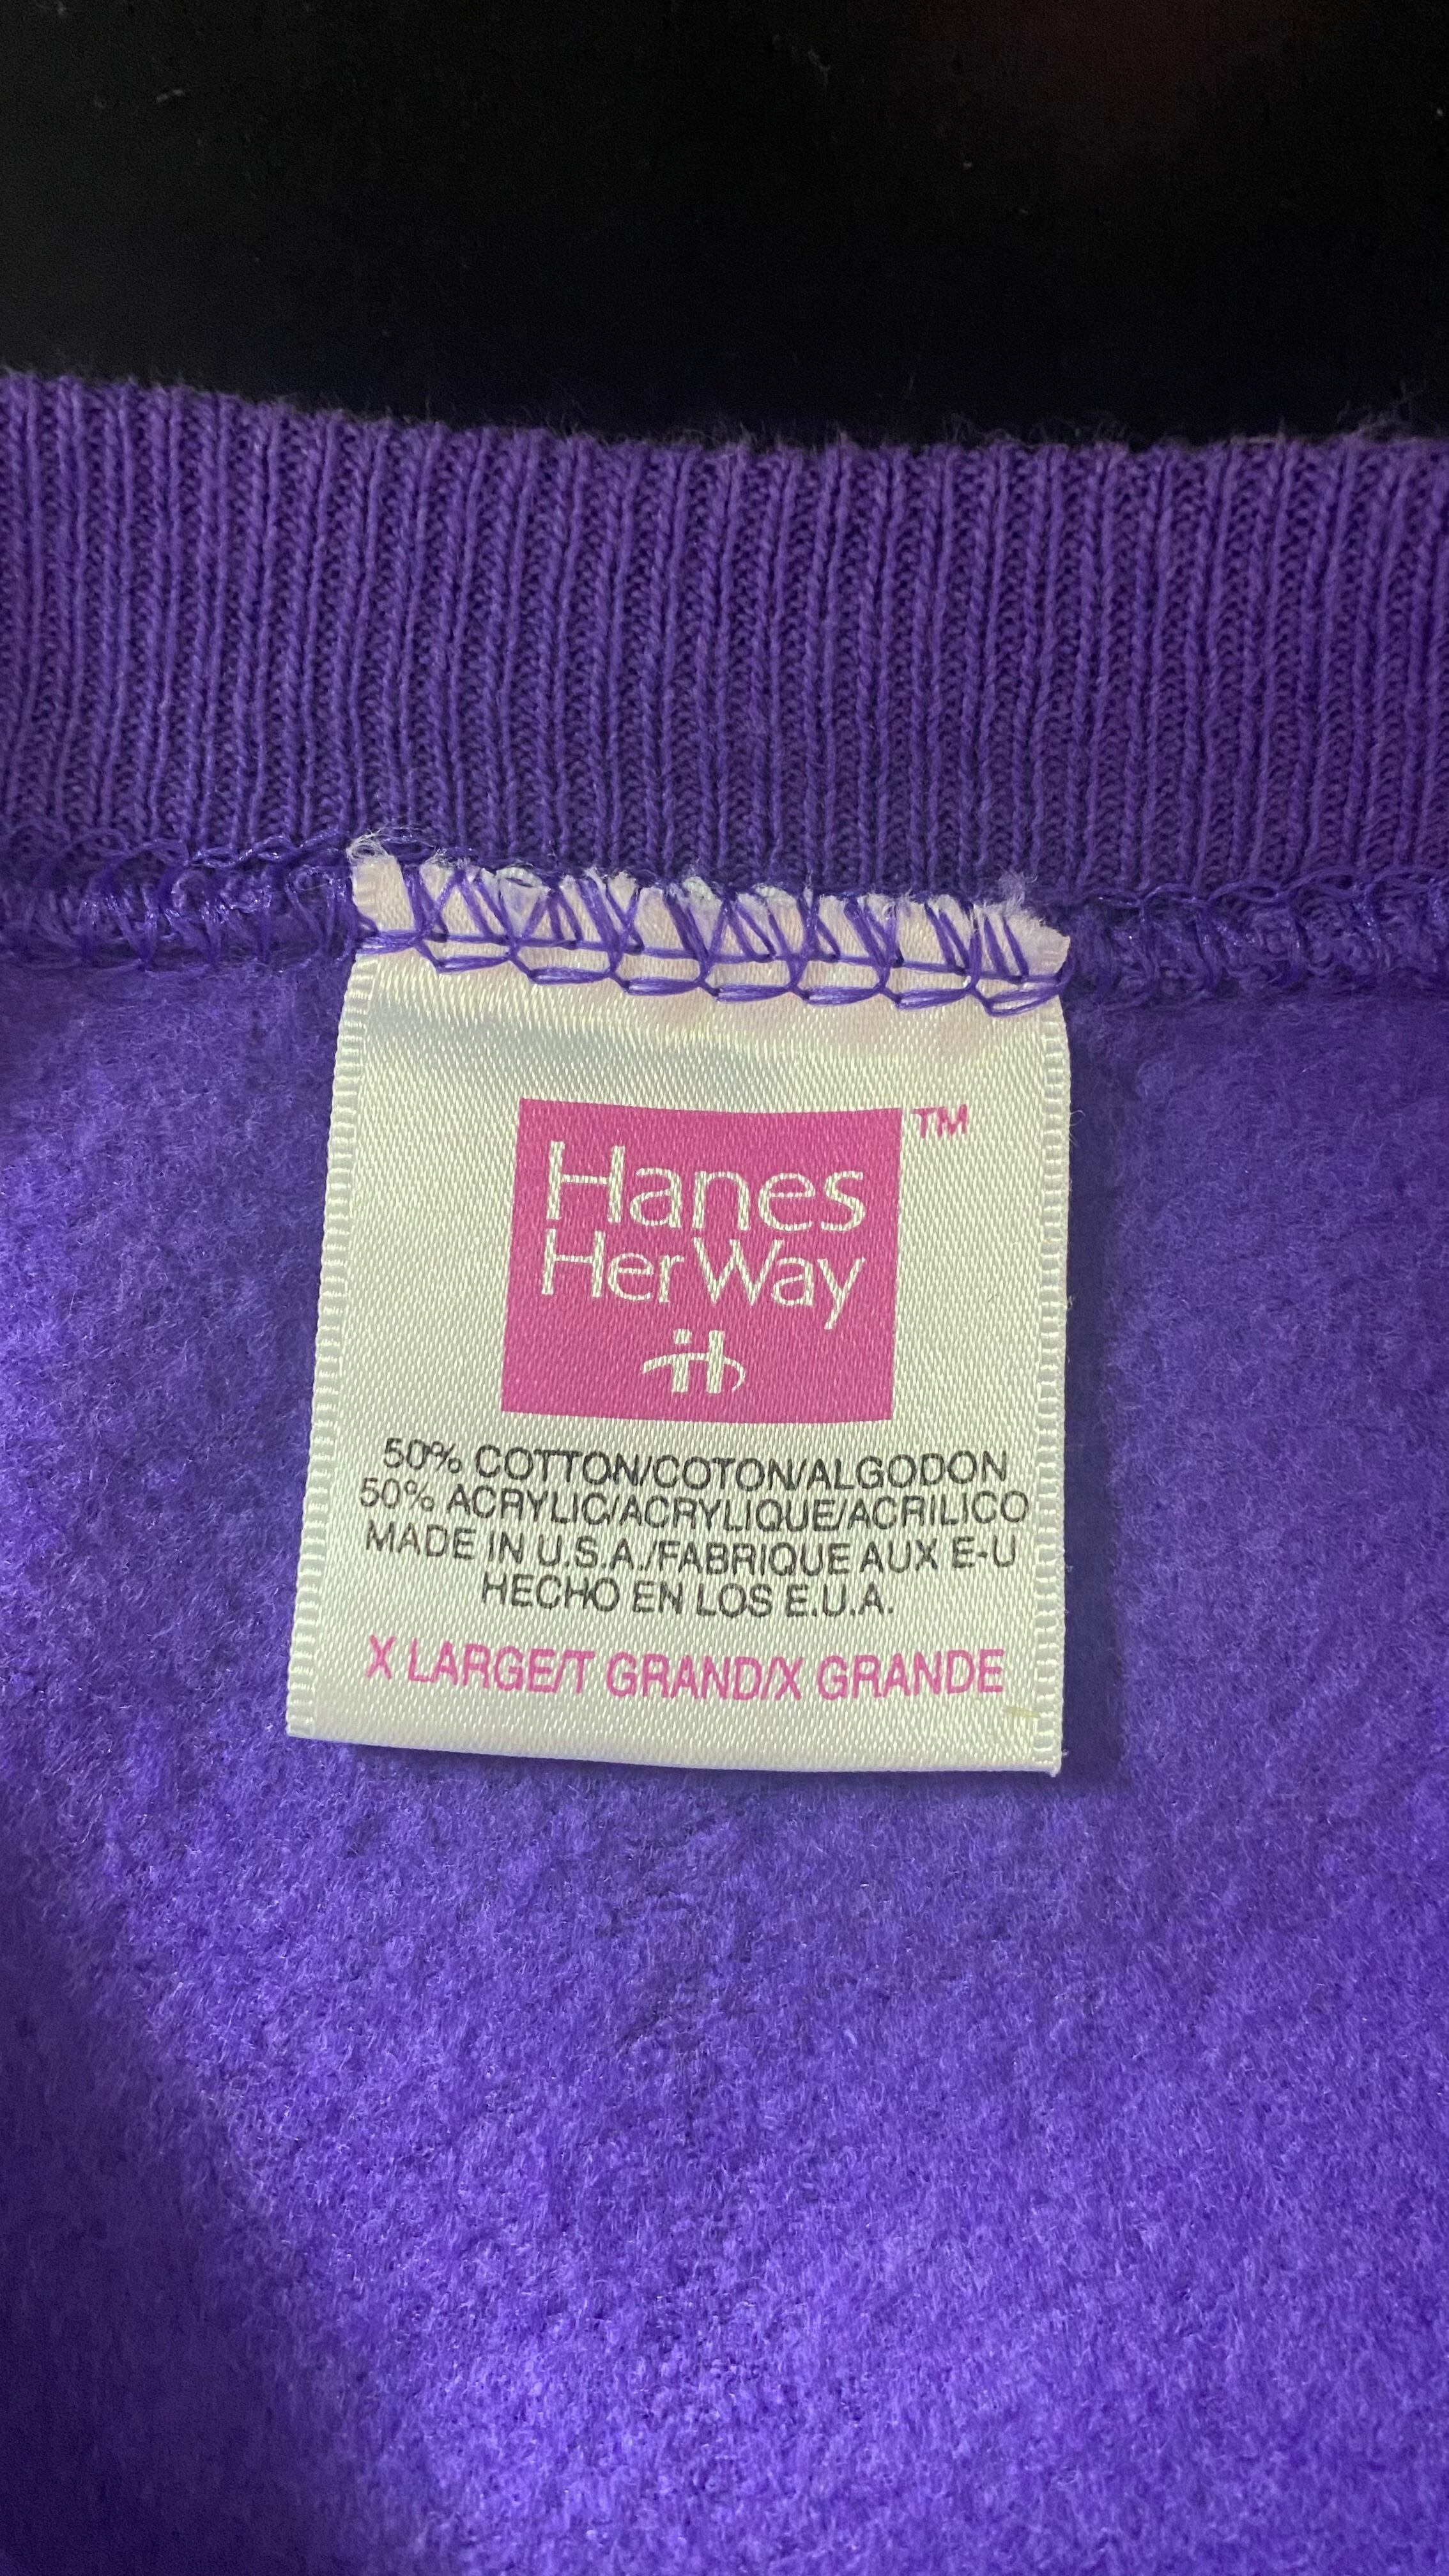 Hanes
Her Way
TM
50% COTTON/COTON/ALGODON
50% ACRYLIC/ACRYLIQUE/ACRILICO
MADE IN U.S.A./FABRIQUE AUX E-U
HECHO EN LOS E.U.A.
X LARGE/T GRAND/X GRANDE